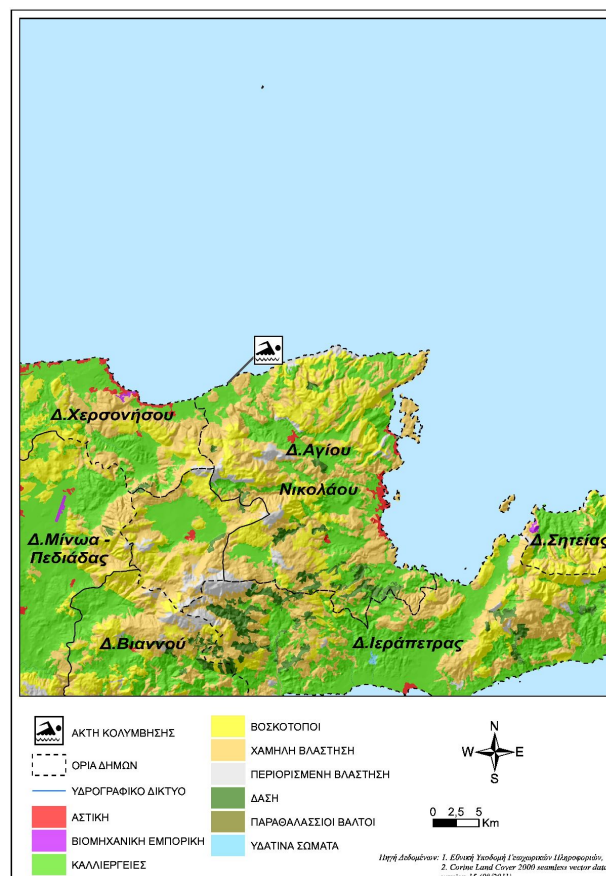 Δ.Χερσονήσου
Δ.Αγίου
Νικολάου
Δ.Μίνωα -
Πεδιάδας
Δ.Σητείας
Δ.Βιαννού
Δ.Ιεράπετρας
ΑΚΤΗ ΚΟΛΥΜΒΗΣΗΣ
ΟΡΙΑ ΔΗΜΩΝ
ΥΔΡΟΓΡΑΦΙΚΟ ΔΙΚΤΥΟ
ΑΣΤΙΚΗ
ΒΙΟΜΗΧΑΝΙΚΗ ΕΜΠΟΡΙΚΗ
ΚΑΛΛΙΕΡΓΕΙΕΣ
ΒΟΣΚΟΤΟΠΟΙ
ΧΑΜΗΛΗ ΒΛΑΣΤΗΣΗ
ΠΕΡΙΟΡΙΣΜΕΝΗ ΒΛΑΣΤΗΣΗ
ΔΑΣΗ
ΠΑΡΑΘΑΛΑΣΣΙΟΙ ΒΑΛΤΟΙ
ΥΔΑΤΙΝΑ ΣΩΜΑΤΑ
N
W E
S
0 2,5 5
Km
Πηγή Δεδομένων: 1. Εθνική Υποδομή Γεωχωρικών Πληροφοριών,
2. Corine Land Cover 2000 seamless vector data